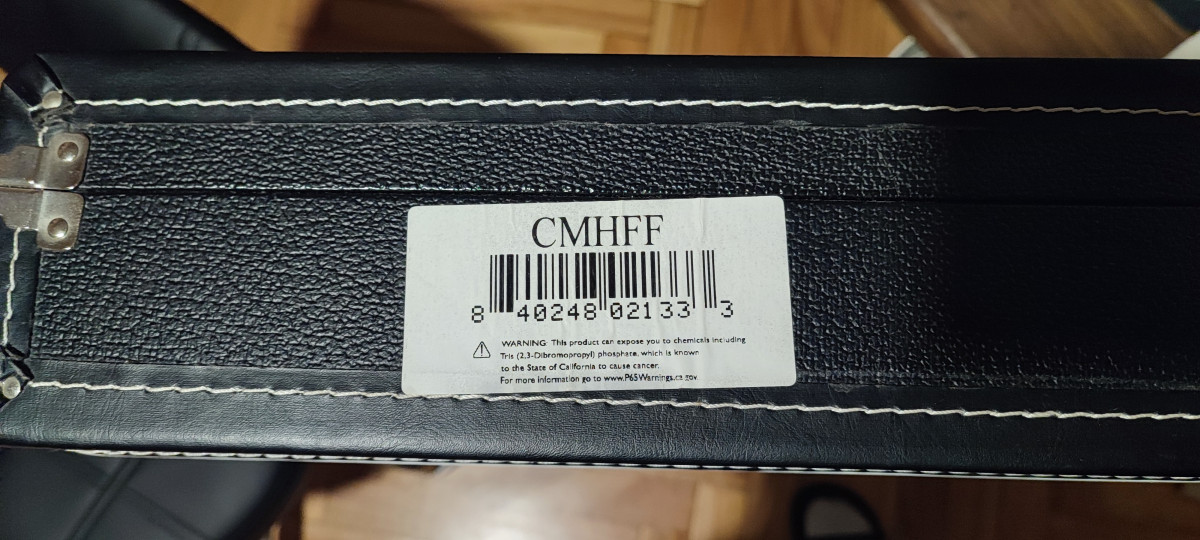 CMHFF
8 40248 02133 3
WARNING: This product can expose you to chemicals including
Tris (2,3-Dibromopropyl) phosphate, which is known
to the State of California to cause cancer.
For more information go to www.P65Warnings.ca.gov